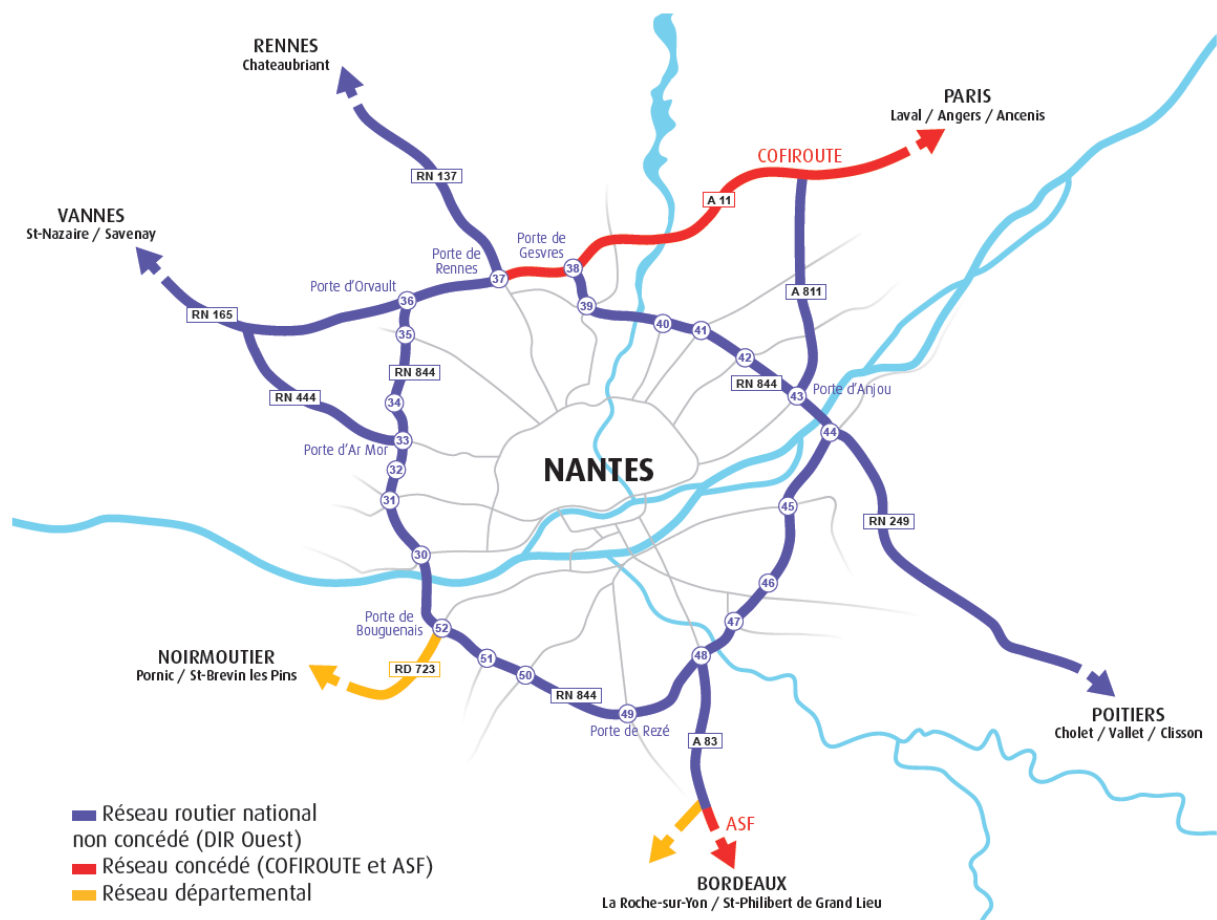 RENNES
Chateaubriant
PARIS
Laval / Angers / Ancenis
COFIROUTE
RN 137
A 11
VANNES
St-Nazaire / Savenay
Porte de
Rennes
Porte de
Gesvres
37
38
Porte d'Orvault
36
A 811
RN 165
39
35
40
41
42
RN 844
RN 844
RN 444
34
43
Porte d'Anjou
33
44
Porte d'Ar Mor
32
NANTES
31
45
RN 249
30
46
47
Porte de
Bouguenais
52
48
51
50
NOIRMOUTIER
Pornic / St-Brevin les Pins
RD 723
RN 844
49
Porte de Rezé
A 83
POITIERS
Cholet / Vallet / Clisson
Réseau routier national
non concédé (DIR Ouest)
Réseau concédé (COFIROUTE et ASF)
Réseau départemental
ASF
BORDEAUX
La Roche-sur-Yon / St-Philibert de Grand Lieu